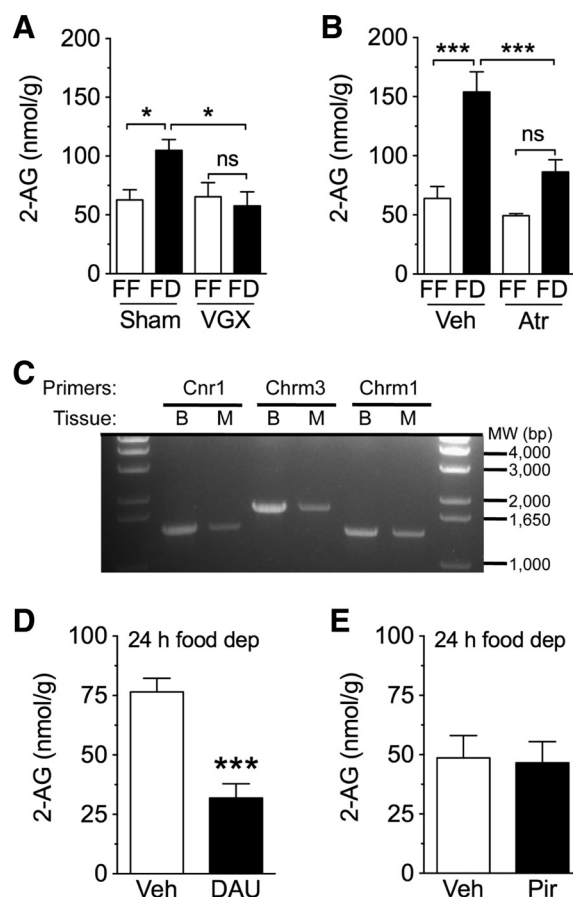 A
2-AG (nmol/g)
200
150
100
50
0
*
*
ns
FF FD FF FD
Sham VGX
B
2-AG (nmol/g)
200
150
100
50
0
***
***
ns
FF FD FF FD
Veh Atr
C
Primers: Cnr1 Chrm3 Chrm1
Tissue: B M B M B M
MW (bp)
4,000
3,000
2,000
1,650
1,000
D
24 h food dep
2-AG (nmol/g)
100
75
50
25
0
***
Veh DAU
E
24 h food dep
2-AG (nmol/g)
100
75
50
25
0
Veh Pir